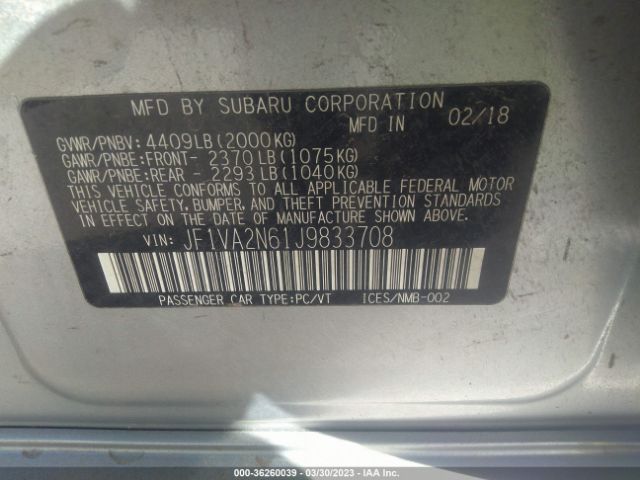 MFD BY SUBARU CORPORATION
MFD IN 02/18
GVWR/PNBV: 4409LB(2000KG)
GAWR/PNBE:FRONT- 2370LB(1075KG)
GAWR/PNBE:REAR - 2293LB(1040KG)
THIS VEHICLE CONFORMS TO ALL APPLICABLE FEDERAL MOTOR
VEHICLE SAFETY, BUMPER, AND THEFT PREVENTION STANDARDS
IN EFFECT ON THE DATE OF MANUFACTURE SHOWN ABOVE.
VIN: JF1VA2N61J9833708
PASSENGER CAR TYPE:PC/VT ICES/NMB-002
000-36260039 - 03/30/2023 - IAA Inc.